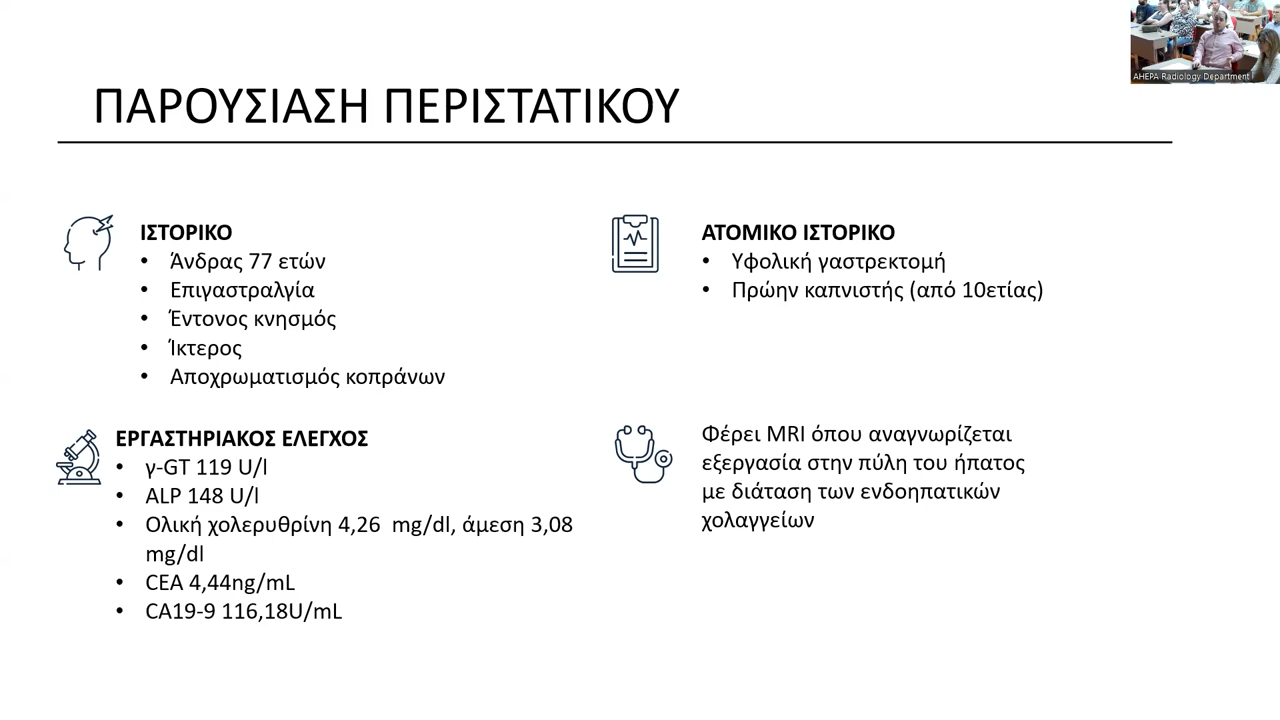 AHEPA Radiology Department
ΠΑΡΟΥΣΙΑΣΗ ΠΕΡΙΣΤΑΤΙΚΟΥ
ΙΣΤΟΡΙΚΟ
• Άνδρας 77 ετών
• Επιγαστραλγία
• Έντονος κνησμός
• Ίκτερος
• Αποχρωματισμός κοπράνων
ΑΤΟΜΙΚΟ ΙΣΤΟΡΙΚΟ
• Υφολική γαστρεκτομή
• Πρώην καπνιστής (από 10ετίας)
ΕΡΓΑΣΤΗΡΙΑΚΟΣ ΕΛΕΓΧΟΣ
• γ-GT 119 U/l
• ALP 148 U/l
• Ολική χολερυθρίνη 4,26 mg/dl, άμεση 3,08
mg/dl
• CEA 4,44ng/mL
• CA19-9 116,18U/mL
Φέρει MRI όπου αναγνωρίζεται
εξεργασία στην πύλη του ήπατος
με διάταση των ενδοηπατικών
χολαγγείων